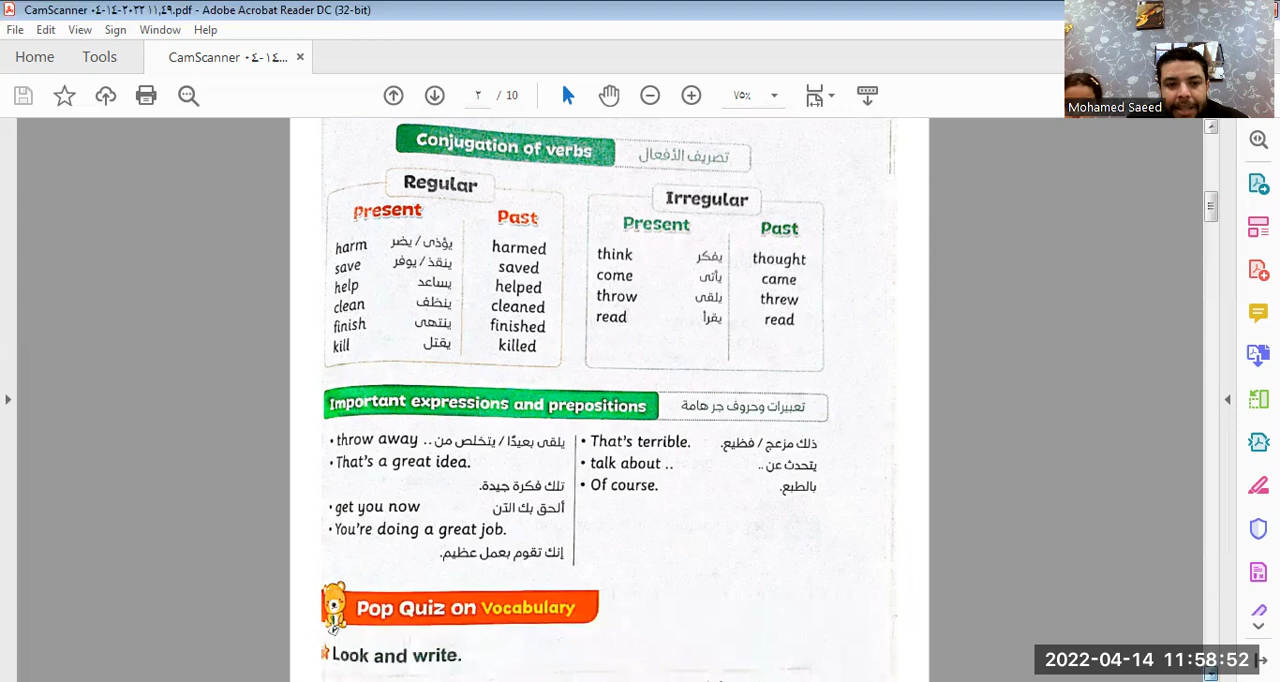 CamScanner ٠٤-١٤-٢٠٢٢ ١١,٤٩.pdf - Adobe Acrobat Reader DC (32-bit)
File Edit View Sign Window Help
Home Tools CamScanner ٠٤-١٤... ×
٢ / 10 ٧٥%
Mohamed Saeed
Conjugation of verbs تصريف الأفعال
Regular
Present Past
harm يؤذى / يضر harmed
save ينقذ / يوفر saved
help يساعد helped
clean ينظف cleaned
finish ينتهى finished
kill يقتل killed
Irregular
Present Past
think يفكر thought
come يأتى came
throw يلقى threw
read يقرأ read
Important expressions and prepositions تعبيرات وحروف جر هامة
• throw away .. يلقى بعيدًا / يتخلص من
• That's a great idea.
تلك فكرة جيدة.
• get you now ألحق بك الآن
• You're doing a great job.
إنك تقوم بعمل عظيم.
• That's terrible. ذلك مزعج / فظيع.
• talk about .. يتحدث عن ..
• Of course. بالطبع.
Pop Quiz on Vocabulary
Look and write.
2022-04-14 11:58:52